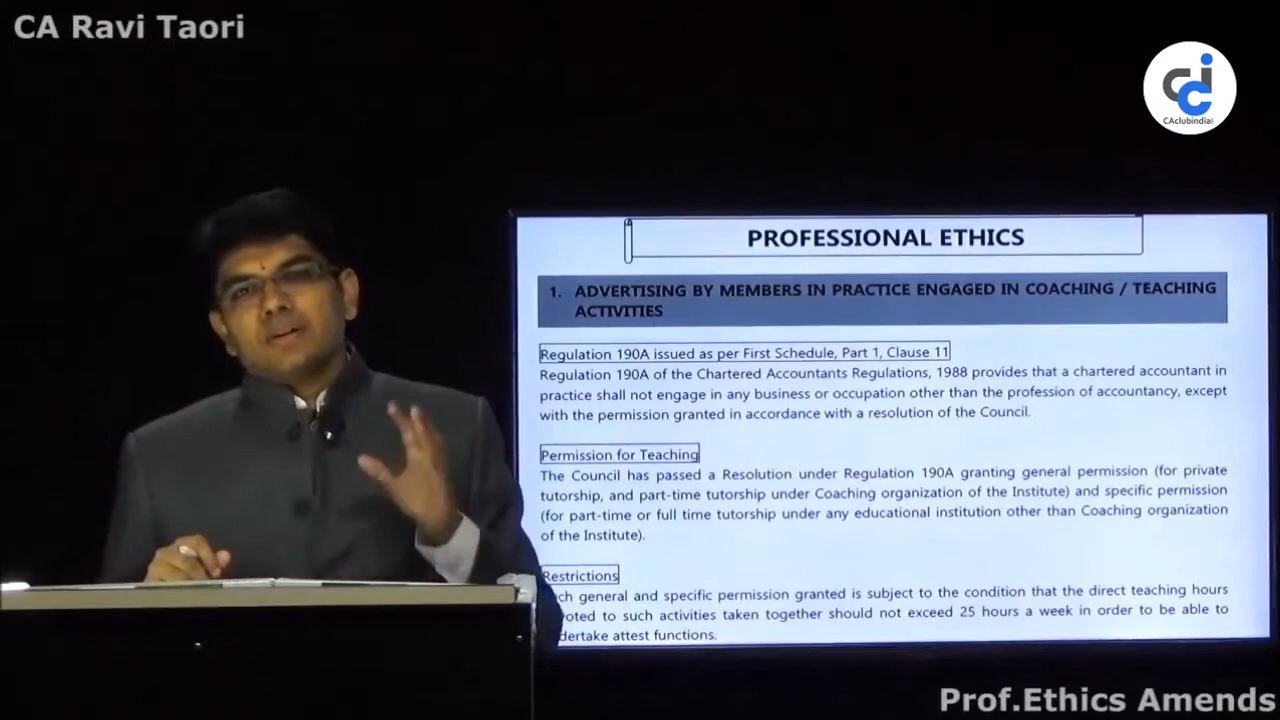 CA Ravi Taori
CAclubindia
PROFESSIONAL ETHICS
1. ADVERTISING BY MEMBERS IN PRACTICE ENGAGED IN COACHING / TEACHING
ACTIVITIES
Regulation 190A issued as per First Schedule, Part 1, Clause 11
Regulation 190A of the Chartered Accountants Regulations, 1988 provides that a chartered accountant in
practice shall not engage in any business or occupation other than the profession of accountancy, except
with the permission granted in accordance with a resolution of the Council.
Permission for Teaching
The Council has passed a Resolution under Regulation 190A granting general permission (for private
tutorship, and part-time tutorship under Coaching organization of the Institute) and specific permission
(for part-time or full time tutorship under any educational institution other than Coaching organization
of the Institute).
Restrictions
ch general and specific permission granted is subject to the condition that the direct teaching hours
voted to such activities taken together should not exceed 25 hours a week in order to be able to
dertake attest functions.
Prof.Ethics Amends